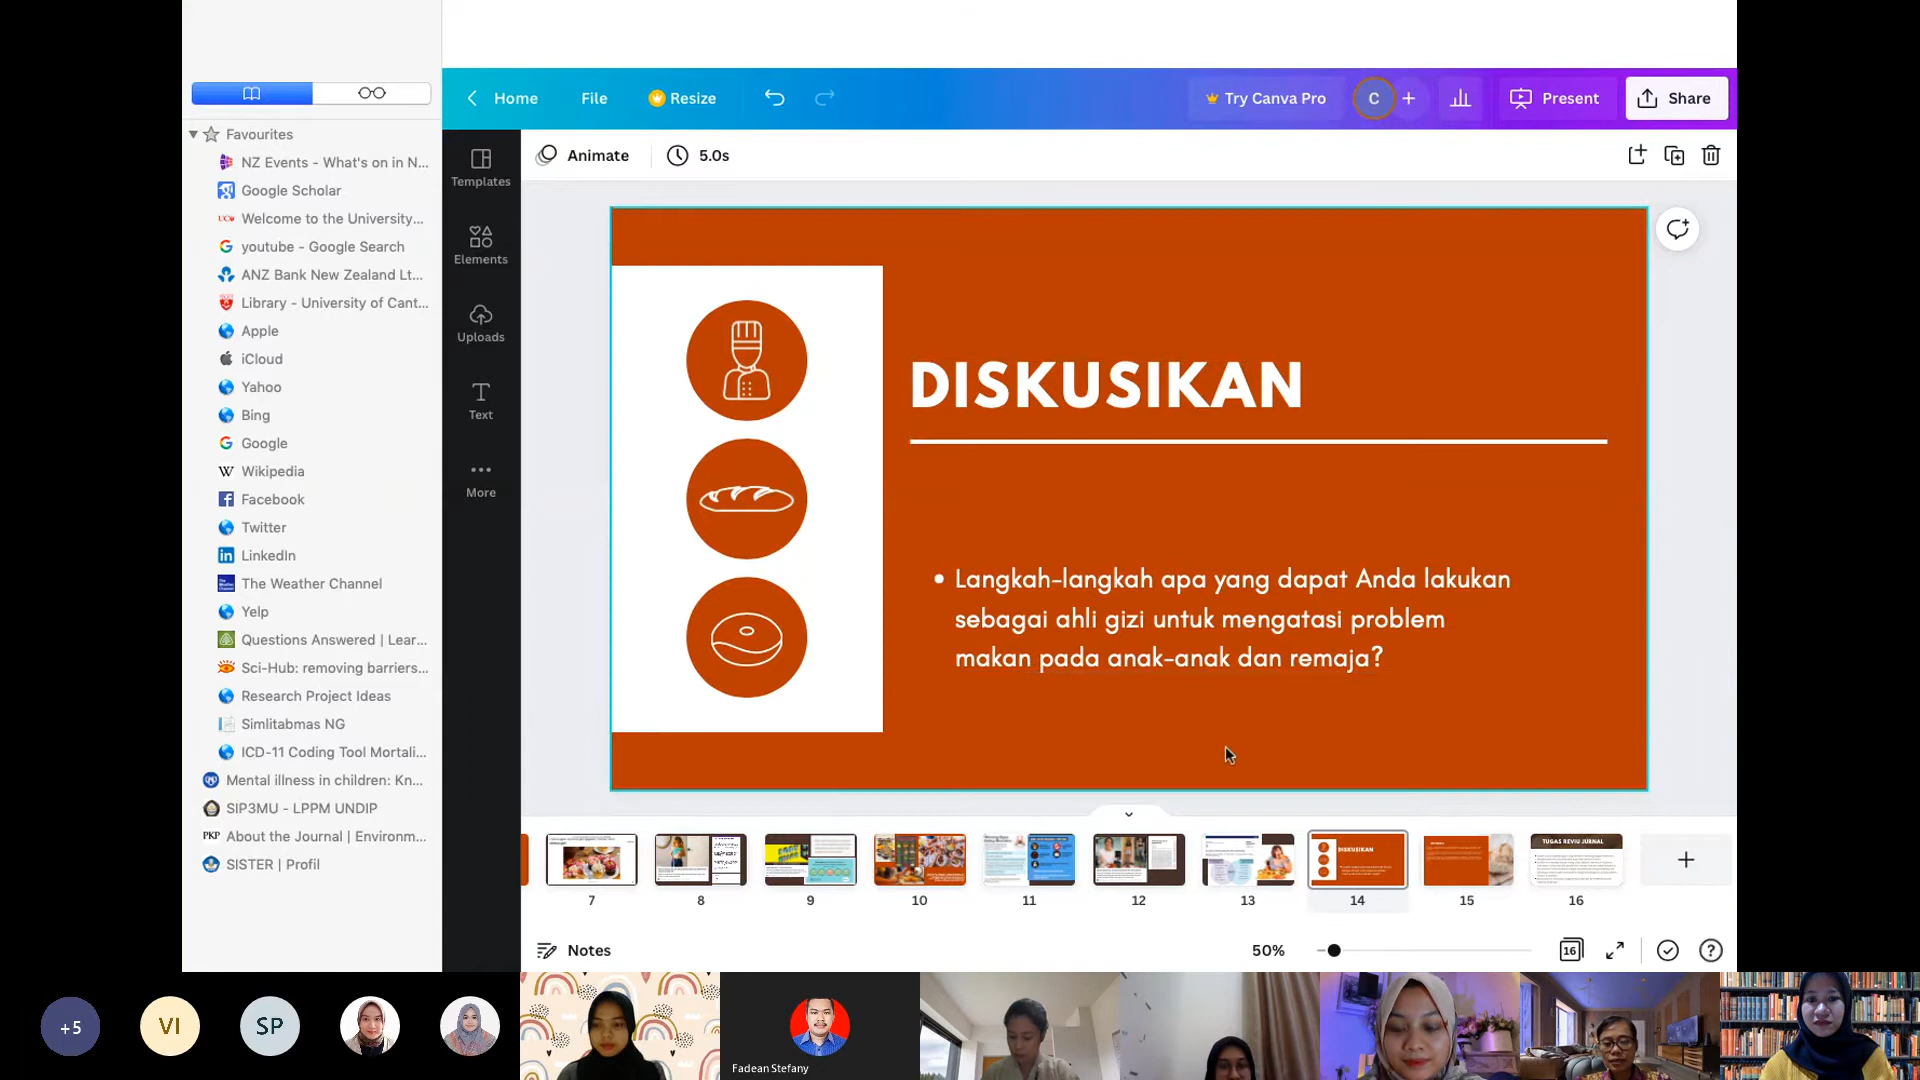 Home
File
Resize
Try Canva Pro
C
Present
Share
Favourites
NZ Events - What's on in N...
Google Scholar
Welcome to the University...
youtube - Google Search
ANZ Bank New Zealand Lt...
Library - University of Cant...
Apple
iCloud
Yahoo
Bing
Google
Wikipedia
Facebook
Twitter
LinkedIn
The Weather Channel
Yelp
Questions Answered | Lear...
Sci-Hub: removing barriers...
Research Project Ideas
Simlitabmas NG
ICD-11 Coding Tool Mortali...
Mental illness in children: Kn...
SIP3MU - LPPM UNDIP
About the Journal | Environm...
SISTER | Profil
Templates
Elements
Uploads
Text
More
Animate
5.0s
DISKUSIKAN
• Langkah-langkah apa yang dapat Anda lakukan
sebagai ahli gizi untuk mengatasi problem
makan pada anak-anak dan remaja?
DISKUSIKAN
TUGAS REVIU JURNAL
7
8
9
10
11
12
13
14
15
16
Notes
50%
16
+5
VI
SP
Fadean Stefany